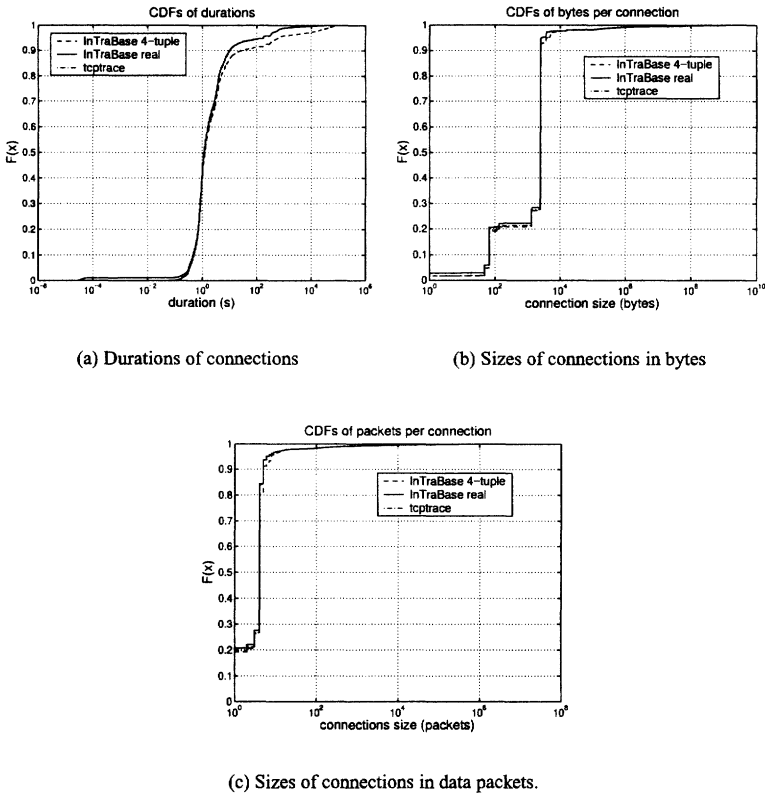 CDFs of durations
1
0.9
0.8
0.7
0.6
0.5
0.4
0.3
0.2
0.1
0
F(x)
InTraBase 4-tuple
InTraBase real
tcptrace
10^-6 10^-4 10^-2 10^0 10^2 10^4 10^6
duration (s)
(a) Durations of connections
CDFs of bytes per connection
1
0.9
0.8
0.7
0.6
0.5
0.4
0.3
0.2
0.1
0
F(x)
InTraBase 4-tuple
InTraBase real
tcptrace
10^0 10^2 10^4 10^6 10^8 10^10
connection size (bytes)
(b) Sizes of connections in bytes
CDFs of packets per connection
1
0.9
0.8
0.7
0.6
0.5
0.4
0.3
0.2
0.1
0
F(x)
InTraBase 4-tuple
InTraBase real
tcptrace
10^0 10^2 10^4 10^6 10^8
connections size (packets)
(c) Sizes of connections in data packets.